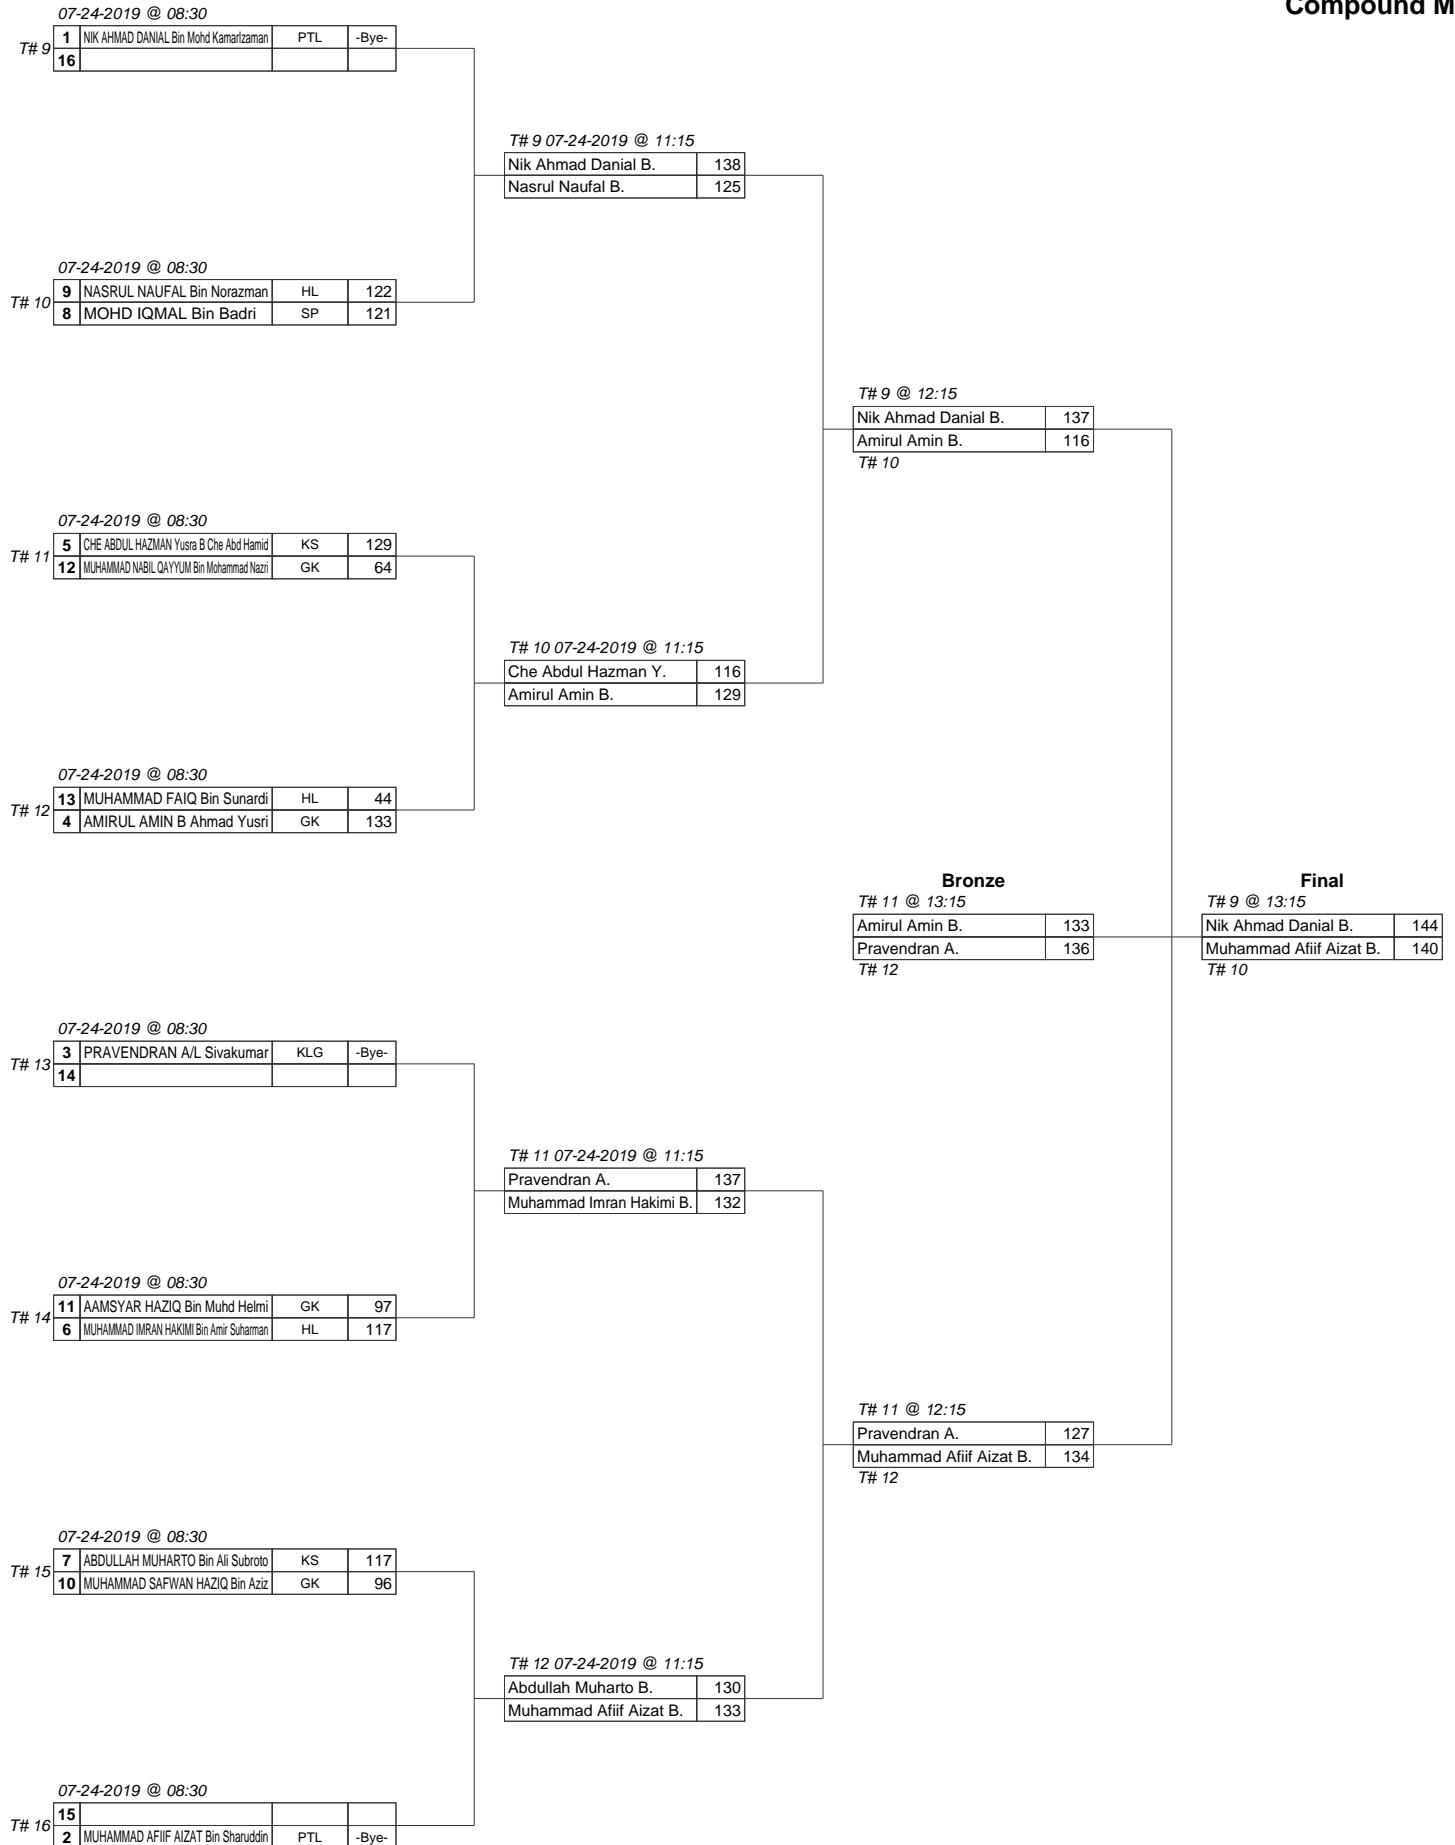 Compound M
07-24-2019 @ 08:30
T# 9
1 NIK AHMAD DANIAL Bin Mohd Kamarlzaman PTL -Bye-
16
T# 9 07-24-2019 @ 11:15
Nik Ahmad Danial B. 138
Nasrul Naufal B. 125
07-24-2019 @ 08:30
T# 10
9 NASRUL NAUFAL Bin Norazman HL 122
8 MOHD IQMAL Bin Badri SP 121
T# 9 @ 12:15
Nik Ahmad Danial B. 137
Amirul Amin B. 116
T# 10
07-24-2019 @ 08:30
T# 11
5 CHE ABDUL HAZMAN Yusra B Che Abd Hamid KS 129
12 MUHAMMAD NABIL QAYYUM Bin Mohammad Nazri GK 64
T# 10 07-24-2019 @ 11:15
Che Abdul Hazman Y. 116
Amirul Amin B. 129
07-24-2019 @ 08:30
T# 12
13 MUHAMMAD FAIQ Bin Sunardi HL 44
4 AMIRUL AMIN B Ahmad Yusri GK 133
Bronze
T# 11 @ 13:15
Amirul Amin B. 133
Pravendran A. 136
T# 12
Final
T# 9 @ 13:15
Nik Ahmad Danial B. 144
Muhammad Afiif Aizat B. 140
T# 10
07-24-2019 @ 08:30
T# 13
3 PRAVENDRAN A/L Sivakumar KLG -Bye-
14
T# 11 07-24-2019 @ 11:15
Pravendran A. 137
Muhammad Imran Hakimi B. 132
07-24-2019 @ 08:30
T# 14
11 AAMSYAR HAZIQ Bin Muhd Helmi GK 97
6 MUHAMMAD IMRAN HAKIMI Bin Amir Suharman HL 117
T# 11 @ 12:15
Pravendran A. 127
Muhammad Afiif Aizat B. 134
T# 12
07-24-2019 @ 08:30
T# 15
7 ABDULLAH MUHARTO Bin Ali Subroto KS 117
10 MUHAMMAD SAFWAN HAZIQ Bin Aziz GK 96
T# 12 07-24-2019 @ 11:15
Abdullah Muharto B. 130
Muhammad Afiif Aizat B. 133
07-24-2019 @ 08:30
T# 16
15
2 MUHAMMAD AFIIF AIZAT Bin Sharuddin PTL -Bye-